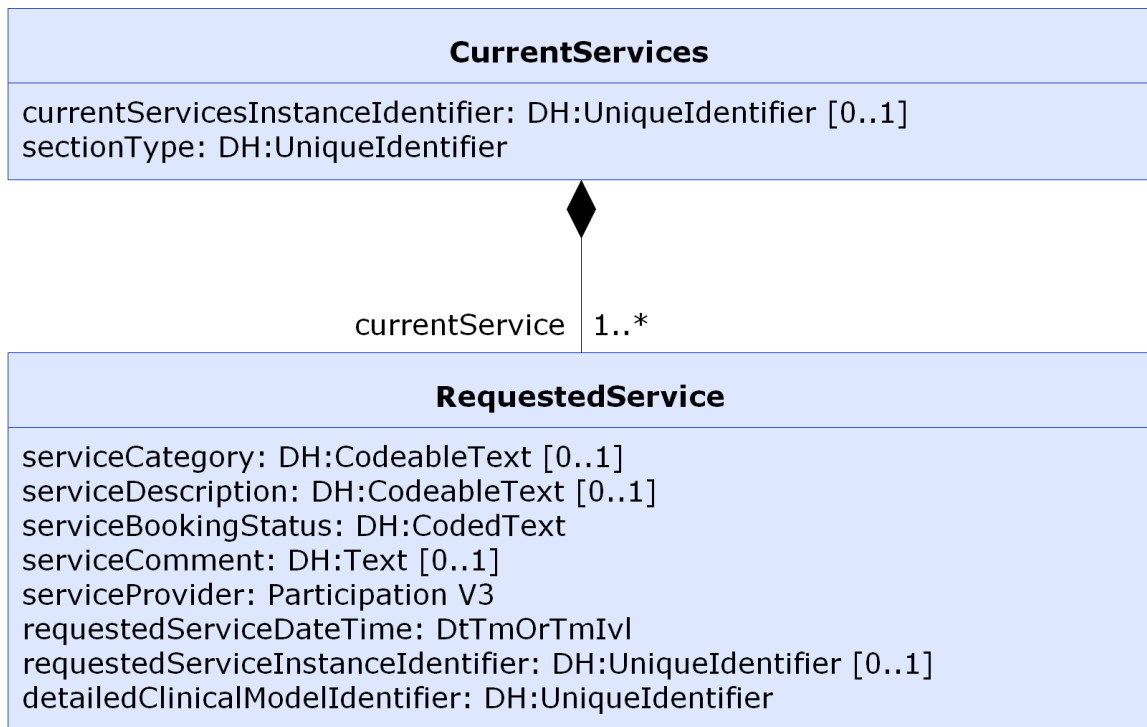 CurrentServices
currentServicesInstanceIdentifier: DH:UniqueIdentifier [0..1]
sectionType: DH:UniqueIdentifier
currentService 1..*
RequestedService
serviceCategory: DH:CodeableText [0..1]
serviceDescription: DH:CodeableText [0..1]
serviceBookingStatus: DH:CodedText
serviceComment: DH:Text [0..1]
serviceProvider: Participation V3
requestedServiceDateTime: DtTmOrTmIvl
requestedServiceInstanceIdentifier: DH:UniqueIdentifier [0..1]
detailedClinicalModelIdentifier: DH:UniqueIdentifier